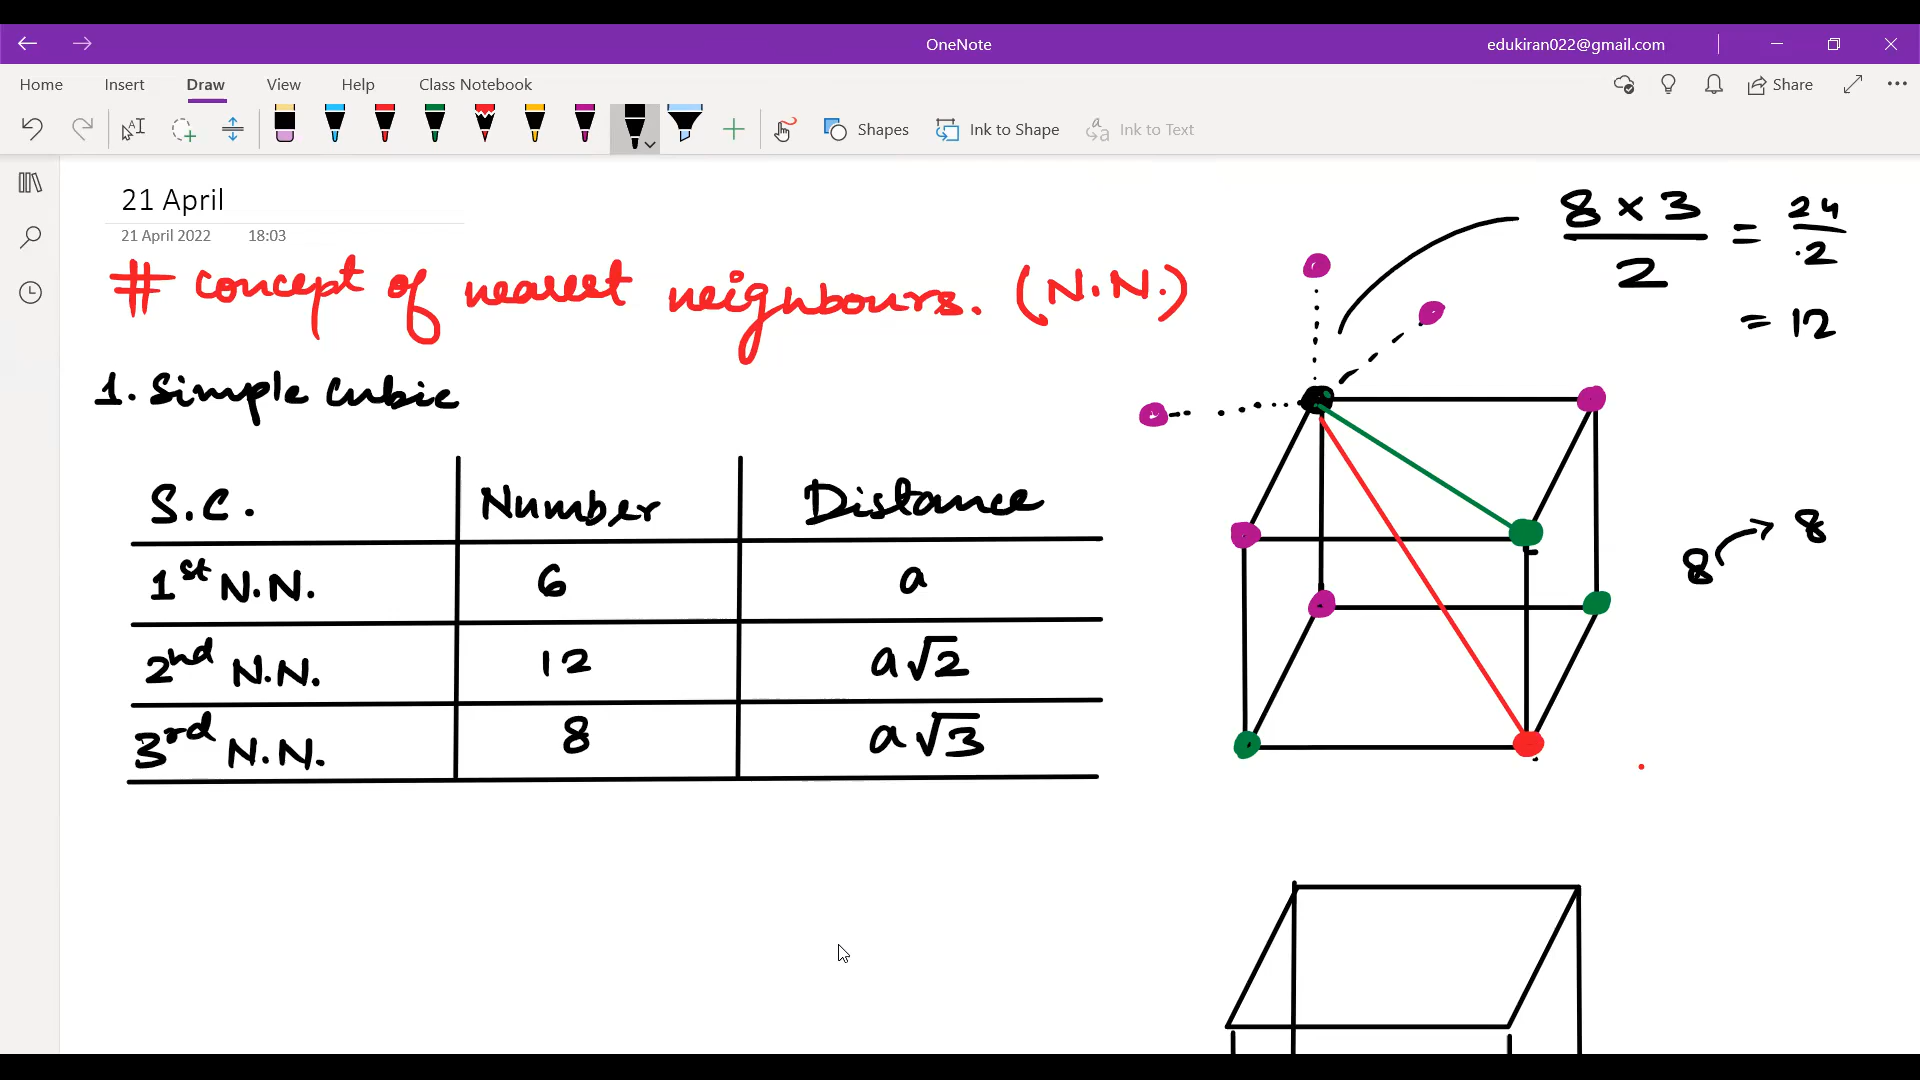 OneNote
edukiran022@gmail.com
Home Insert Draw View Help Class Notebook
Share
Shapes Ink to Shape Ink to Text
21 April
21 April 2022 18:03
# concept of nearest neighbours. (N.N.)
8 × 3 / 2 = 24 / 2
= 12
1. Simple cubic
S.C. Number Distance
1st N.N. 6 a
2nd N.N. 12 a√2
3rd N.N. 8 a√3
8 → 8